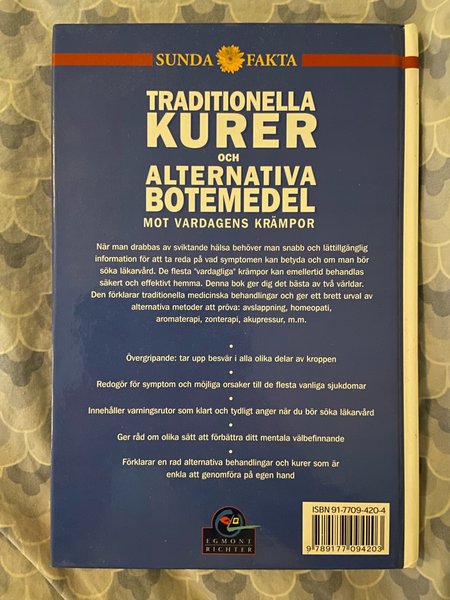 SUNDA FAKTA
TRADITIONELLA
KURER
OCH
ALTERNATIVA
BOTEMEDEL
MOT VARDAGENS KRÄMPOR
När man drabbas av sviktande hälsa behöver man snabb och lättillgänglig
information för att ta reda på vad symptomen kan betyda och om man bör
söka läkarvård. De flesta "vardagliga" krämpor kan emellertid behandlas
säkert och effektivt hemma. Denna bok ger dig det bästa av två världar.
Den förklarar traditionella medicinska behandlingar och ger ett brett urval av
alternativa metoder att pröva: avslappning, homeopati,
aromaterapi, zonterapi, akupressur, m.m.
•
Övergripande: tar upp besvär i alla olika delar av kroppen
•
Redogör för symptom och möjliga orsaker till de flesta vanliga sjukdomar
•
Innehåller varningsrutor som klart och tydligt anger när du bör söka läkarvård
•
Ger råd om olika sätt att förbättra ditt mentala välbefinnande
•
Förklarar en rad alternativa behandlingar och kurer som är
enkla att genomföra på egen hand
EGMONT
RICHTER
ISBN 91-7709-420-4
9 789177 094203